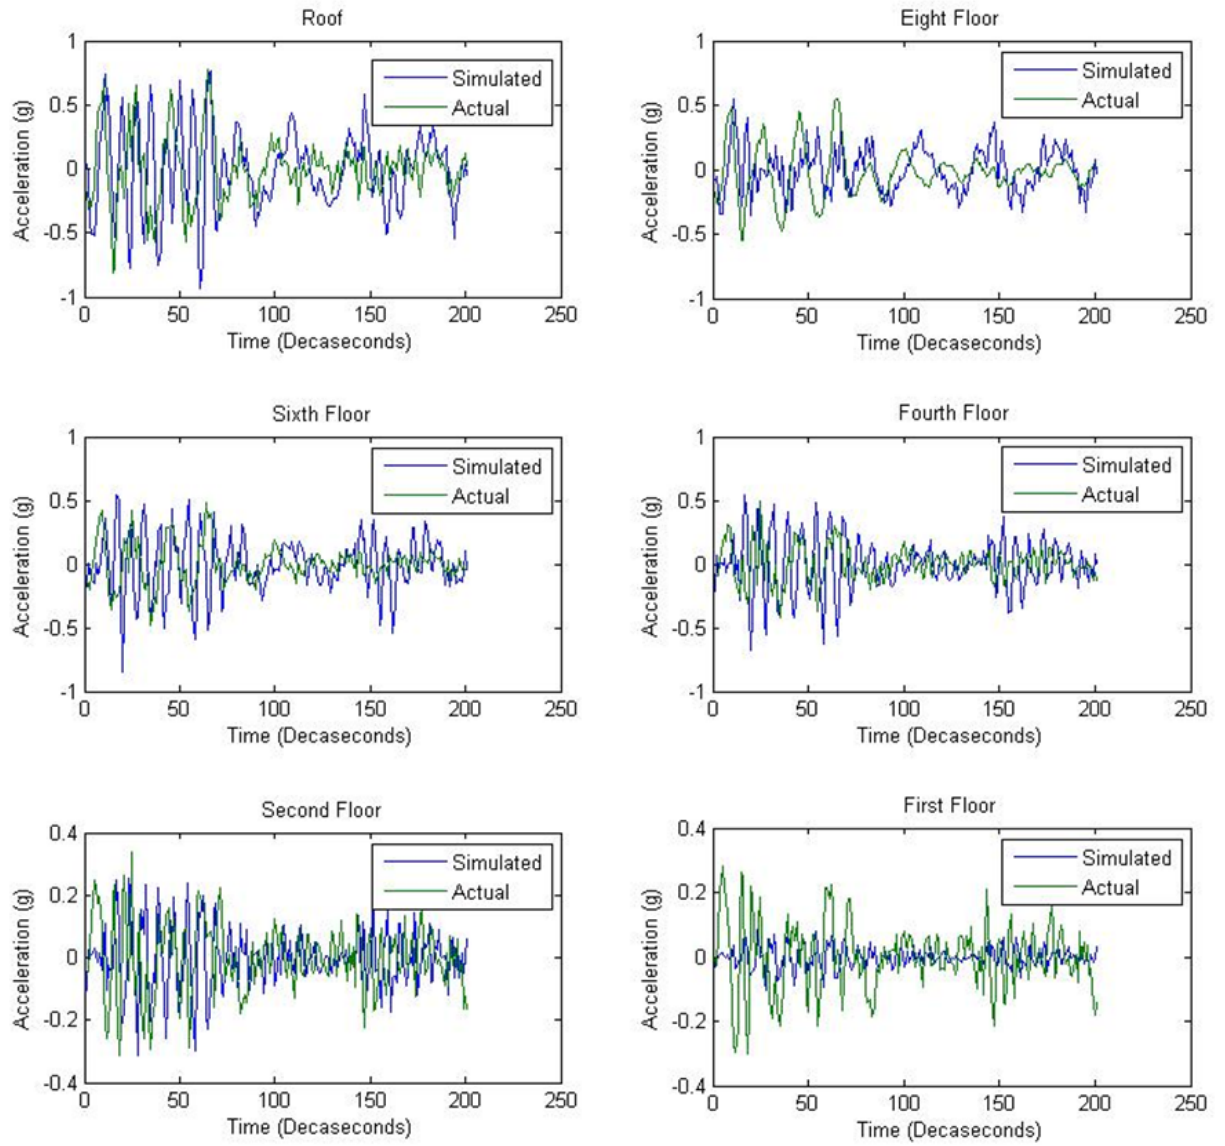 Roof
1
0.5
0
-0.5
-1
Acceleration (g)
0 50 100 150 200 250
Time (Decaseconds)
Simulated
Actual
Eight Floor
1
0.5
0
-0.5
-1
Acceleration (g)
0 50 100 150 200 250
Time (Decaseconds)
Simulated
Actual
Sixth Floor
1
0.5
0
-0.5
-1
Acceleration (g)
0 50 100 150 200 250
Time (Decaseconds)
Simulated
Actual
Fourth Floor
1
0.5
0
-0.5
-1
Acceleration (g)
0 50 100 150 200 250
Time (Decaseconds)
Simulated
Actual
Second Floor
0.4
0.2
0
-0.2
-0.4
Acceleration (g)
0 50 100 150 200 250
Time (Decaseconds)
Simulated
Actual
First Floor
0.4
0.2
0
-0.2
-0.4
Acceleration (g)
0 50 100 150 200 250
Time (Decaseconds)
Simulated
Actual